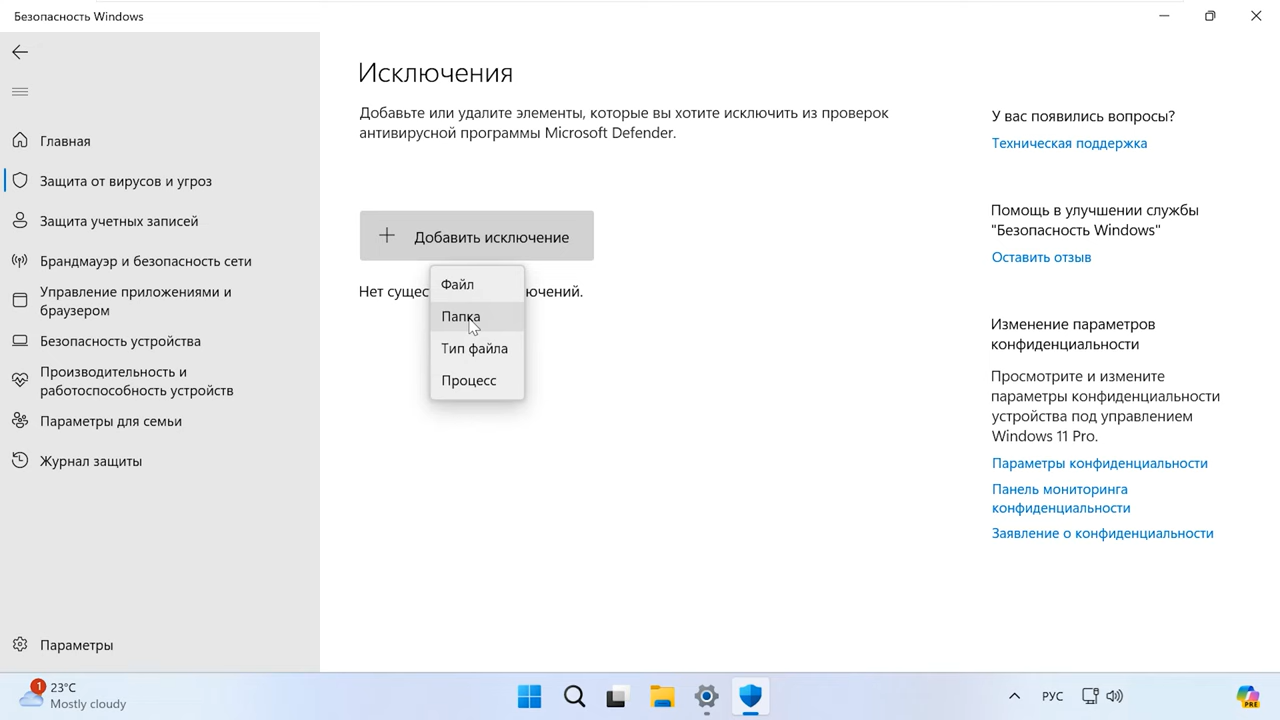 Безопасность Windows
Главная
Защита от вирусов и угроз
Защита учетных записей
Брандмауэр и безопасность сети
Управление приложениями и
браузером
Безопасность устройства
Производительность и
работоспособность устройств
Параметры для семьи
Журнал защиты
Параметры
Исключения
Добавьте или удалите элементы, которые вы хотите исключить из проверок
антивирусной программы Microsoft Defender.
Добавить исключение
Нет сущес ючений.
Файл
Папка
Тип файла
Процесс
У вас появились вопросы?
Техническая поддержка
Помощь в улучшении службы
"Безопасность Windows"
Оставить отзыв
Изменение параметров
конфиденциальности
Просмотрите и измените
параметры конфиденциальности
устройства под управлением
Windows 11 Pro.
Параметры конфиденциальности
Панель мониторинга
конфиденциальности
Заявление о конфиденциальности
1
23°C
Mostly cloudy
РУС
PRE